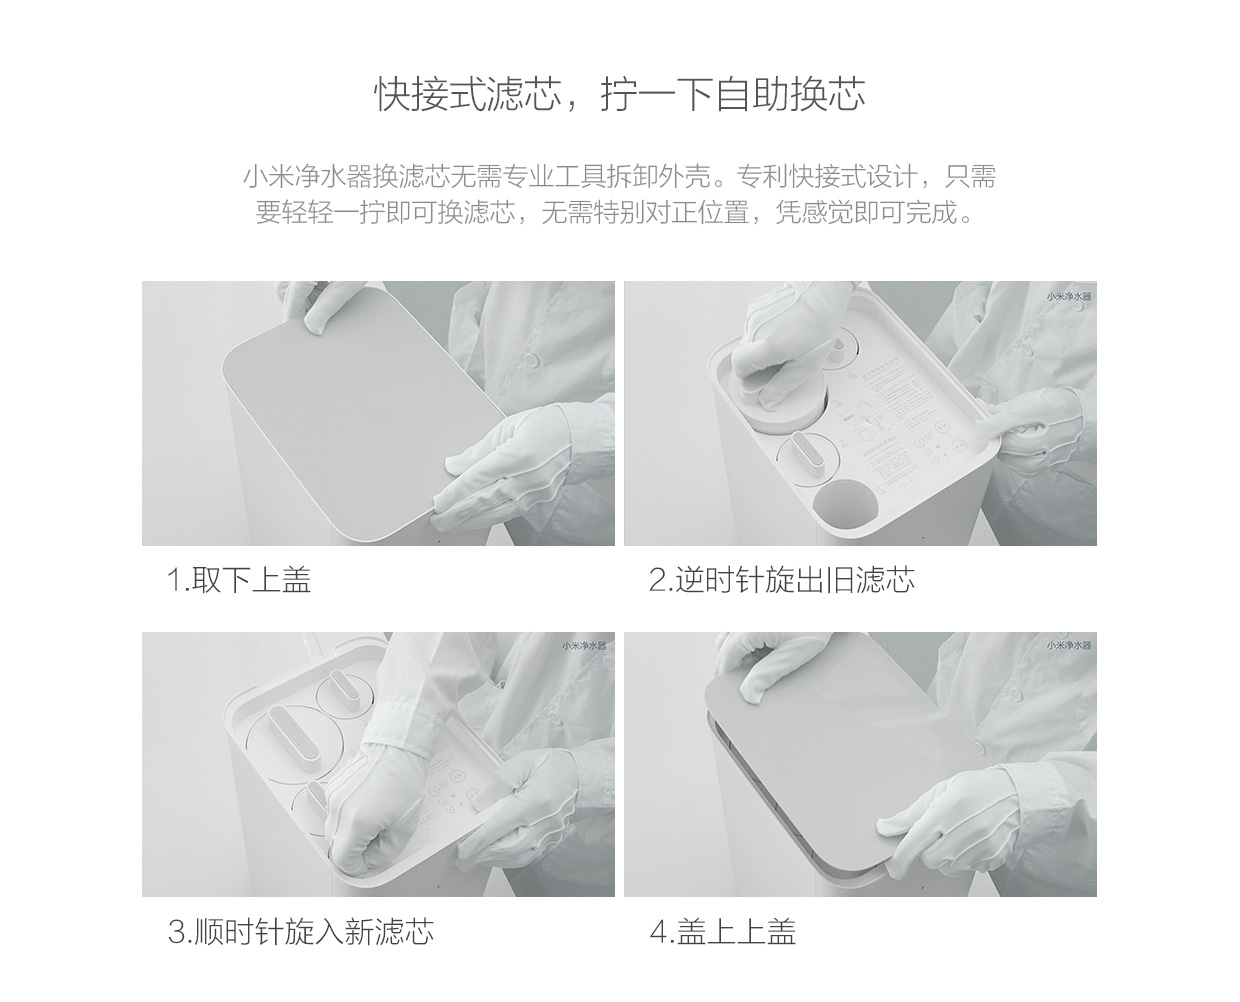 快接式滤芯，拧一下自助换芯
小米净水器换滤芯无需专业工具拆卸外壳。专利快接式设计，只需
要轻轻一拧即可换滤芯，无需特别对正位置，凭感觉即可完成。
小米净水器
1.取下上盖
2.逆时针旋出旧滤芯
小米净水器
小米净水器
3.顺时针旋入新滤芯
4.盖上上盖